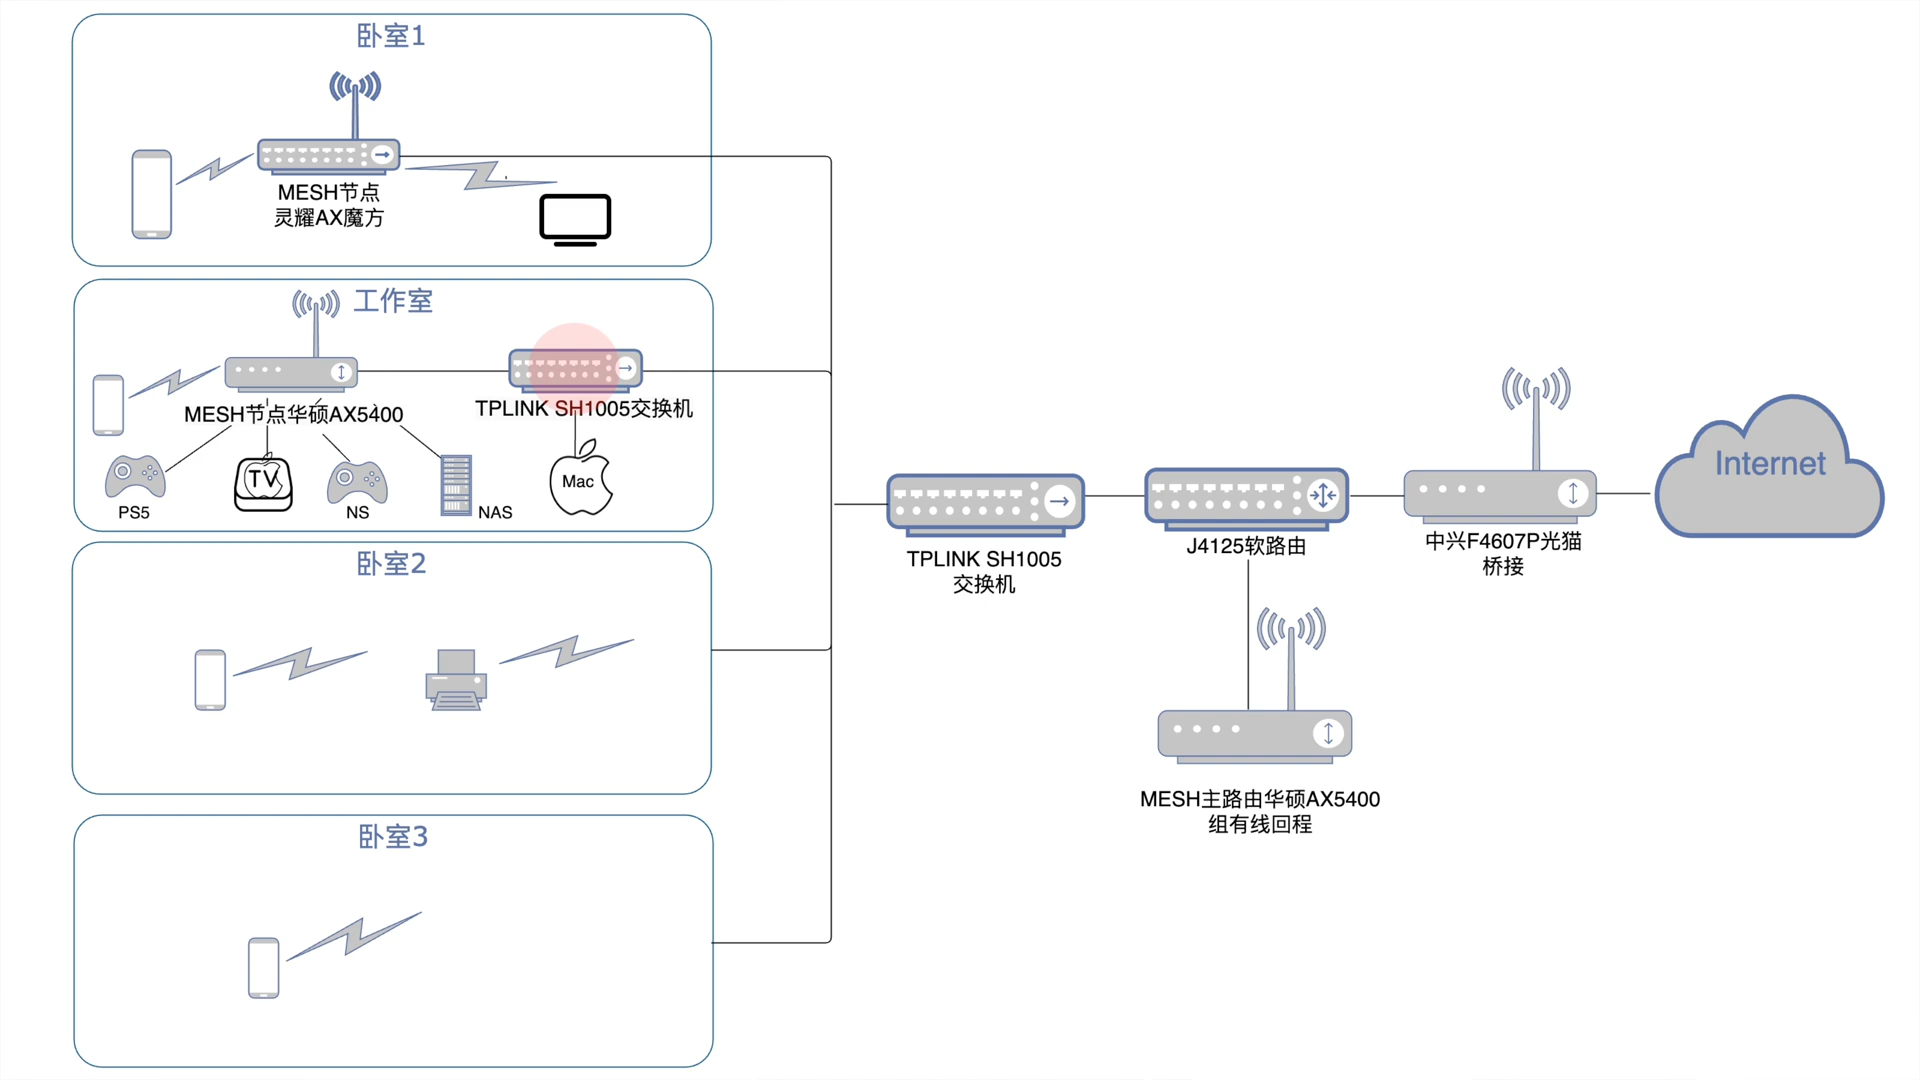 卧室1
MESH节点
灵耀AX魔方
工作室
MESH节点华硕AX5400
TPLINK SH1005交换机
PS5
TV
NS
NAS
Mac
卧室2
卧室3
TPLINK SH1005
交换机
J4125软路由
中兴F4607P光猫
桥接
Internet
MESH主路由华硕AX5400
组有线回程